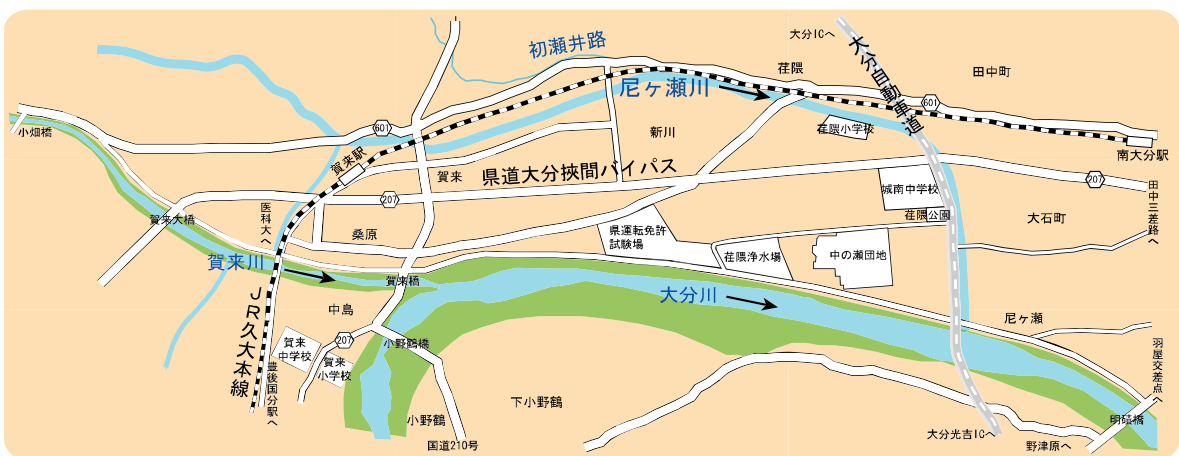 大分ICへ
初瀬井路
大分自動車道
荏隈
田中町
尼ヶ瀬川
601
601
小畑橋
新川
荏隈小学校
南大分駅
賀来駅
賀来
県道大分挾間バイパス
207
207
城南中学校
田中三差路へ
医科大へ
賀来大橋
荏隈公園
大石町
桑原
県運転免許
試験場
荏隈浄水場
中の瀬団地
賀来川
賀来橋
大分川
中島
尼ヶ瀬
JR久大本線
賀来
中学校
207
小野鶴橋
賀来
小学校
羽屋交差点へ
豊後国分駅へ
下小野鶴
小野鶴
明磧橋
国道210号
大分光吉ICへ
野津原へ